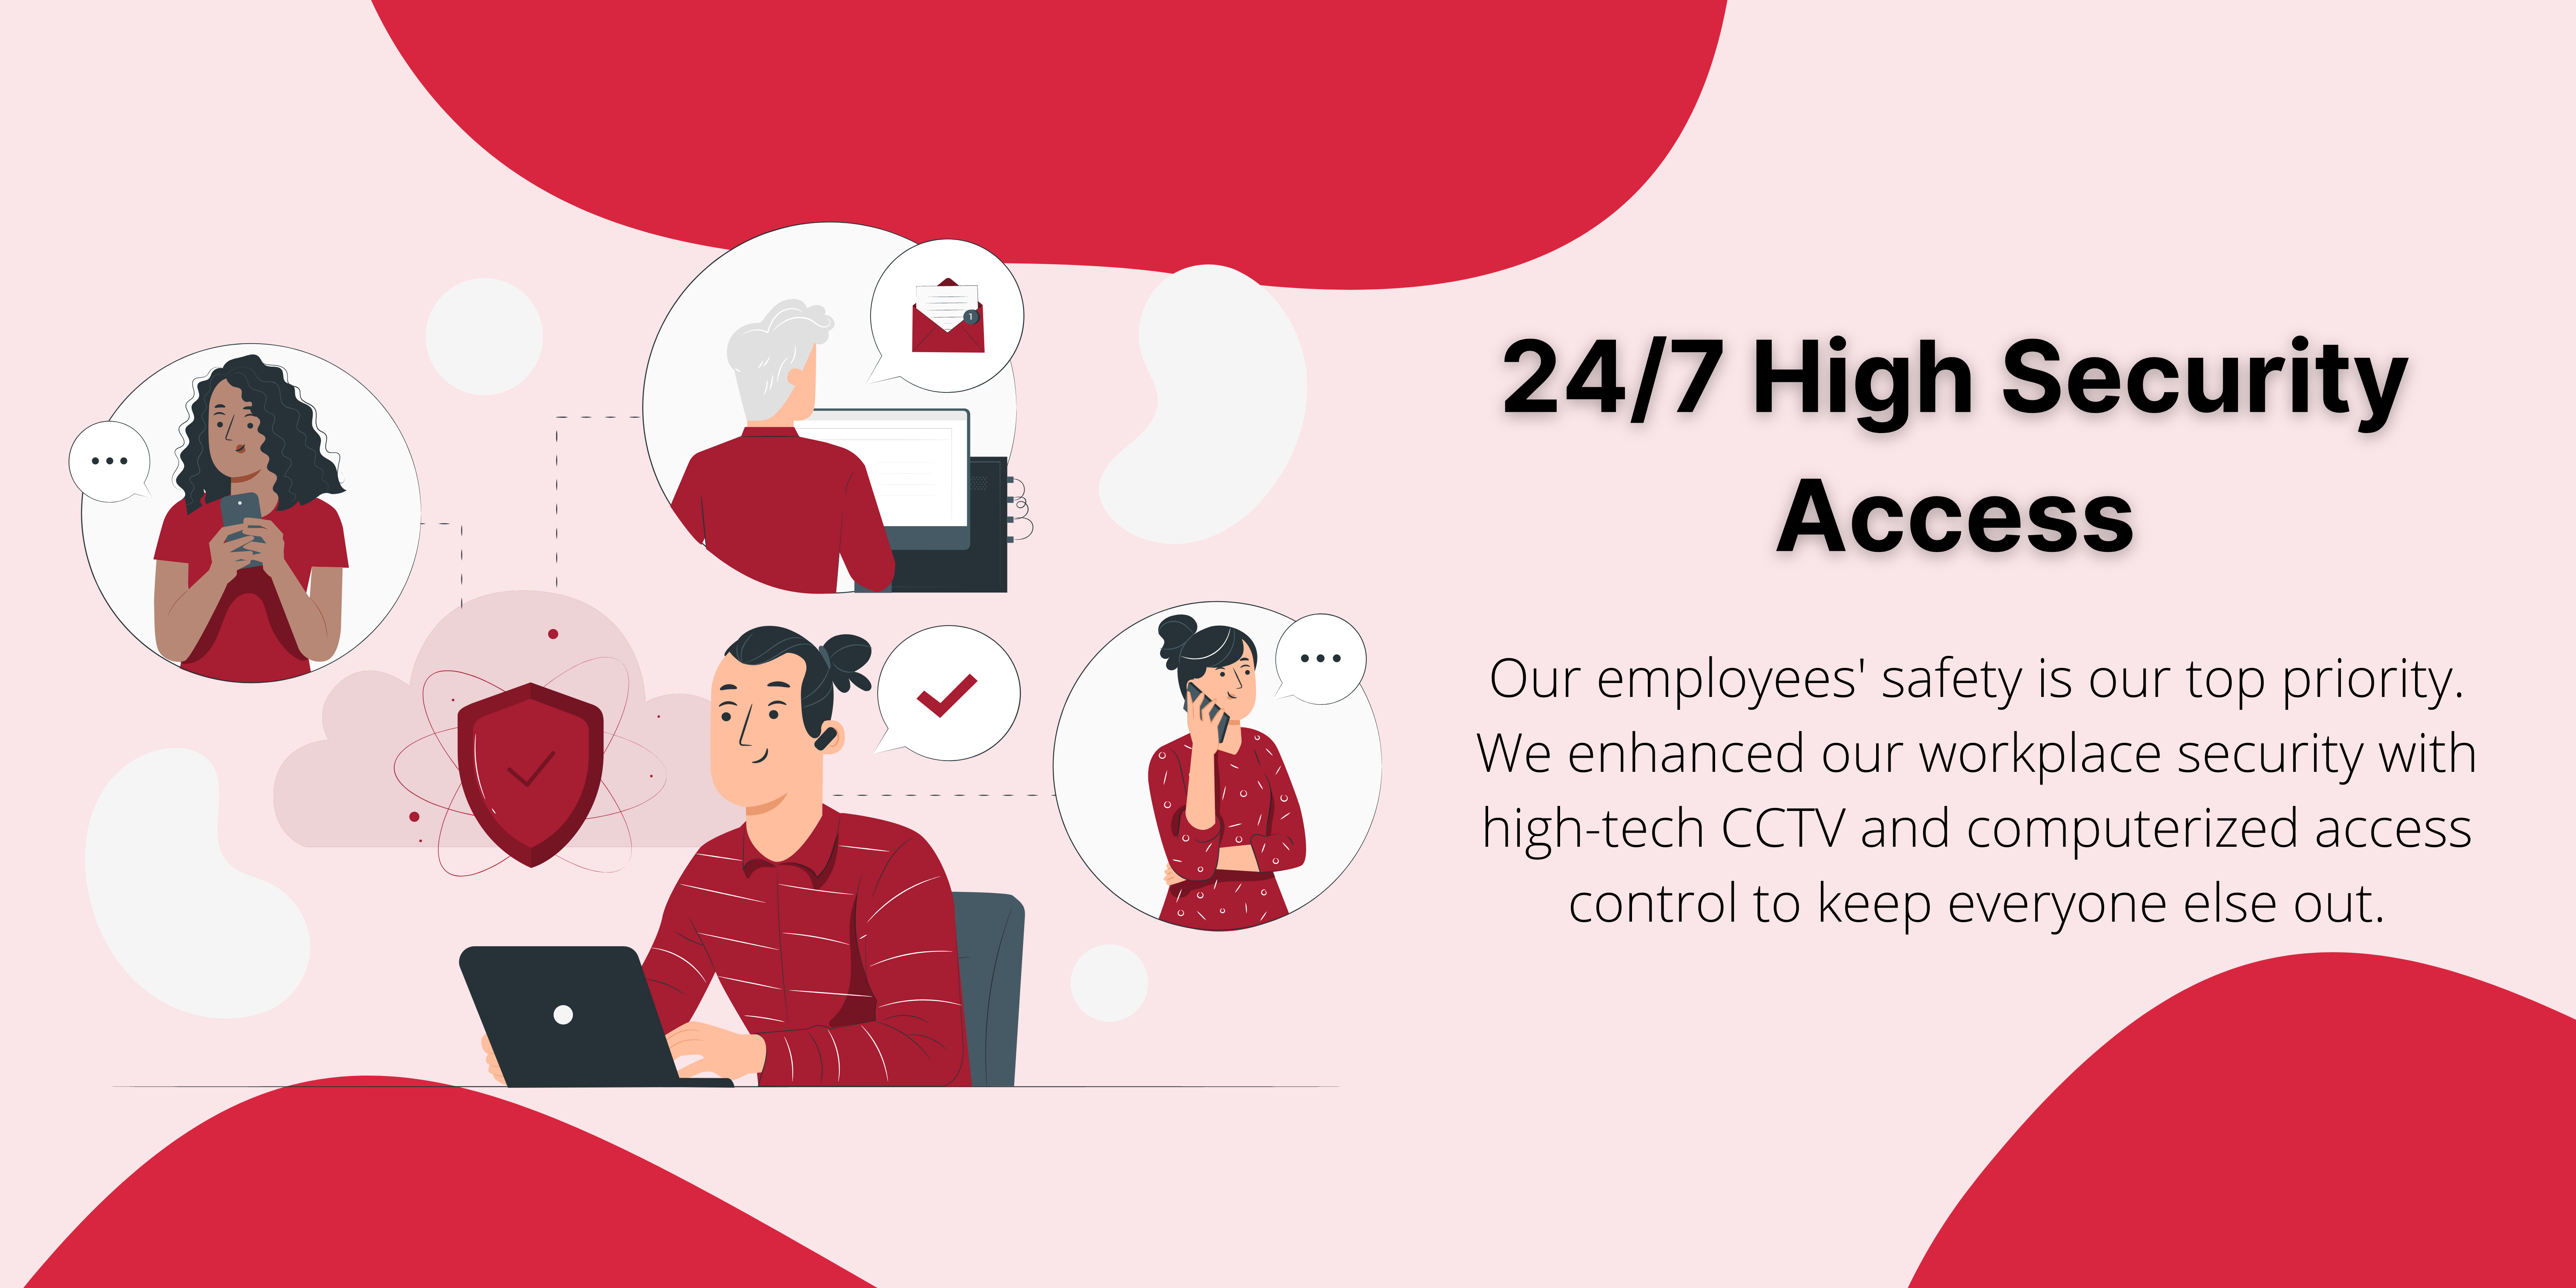 24/7 High Security
Access
Our employees' safety is our top priority.
We enhanced our workplace security with
high-tech CCTV and computerized access
control to keep everyone else out.
1